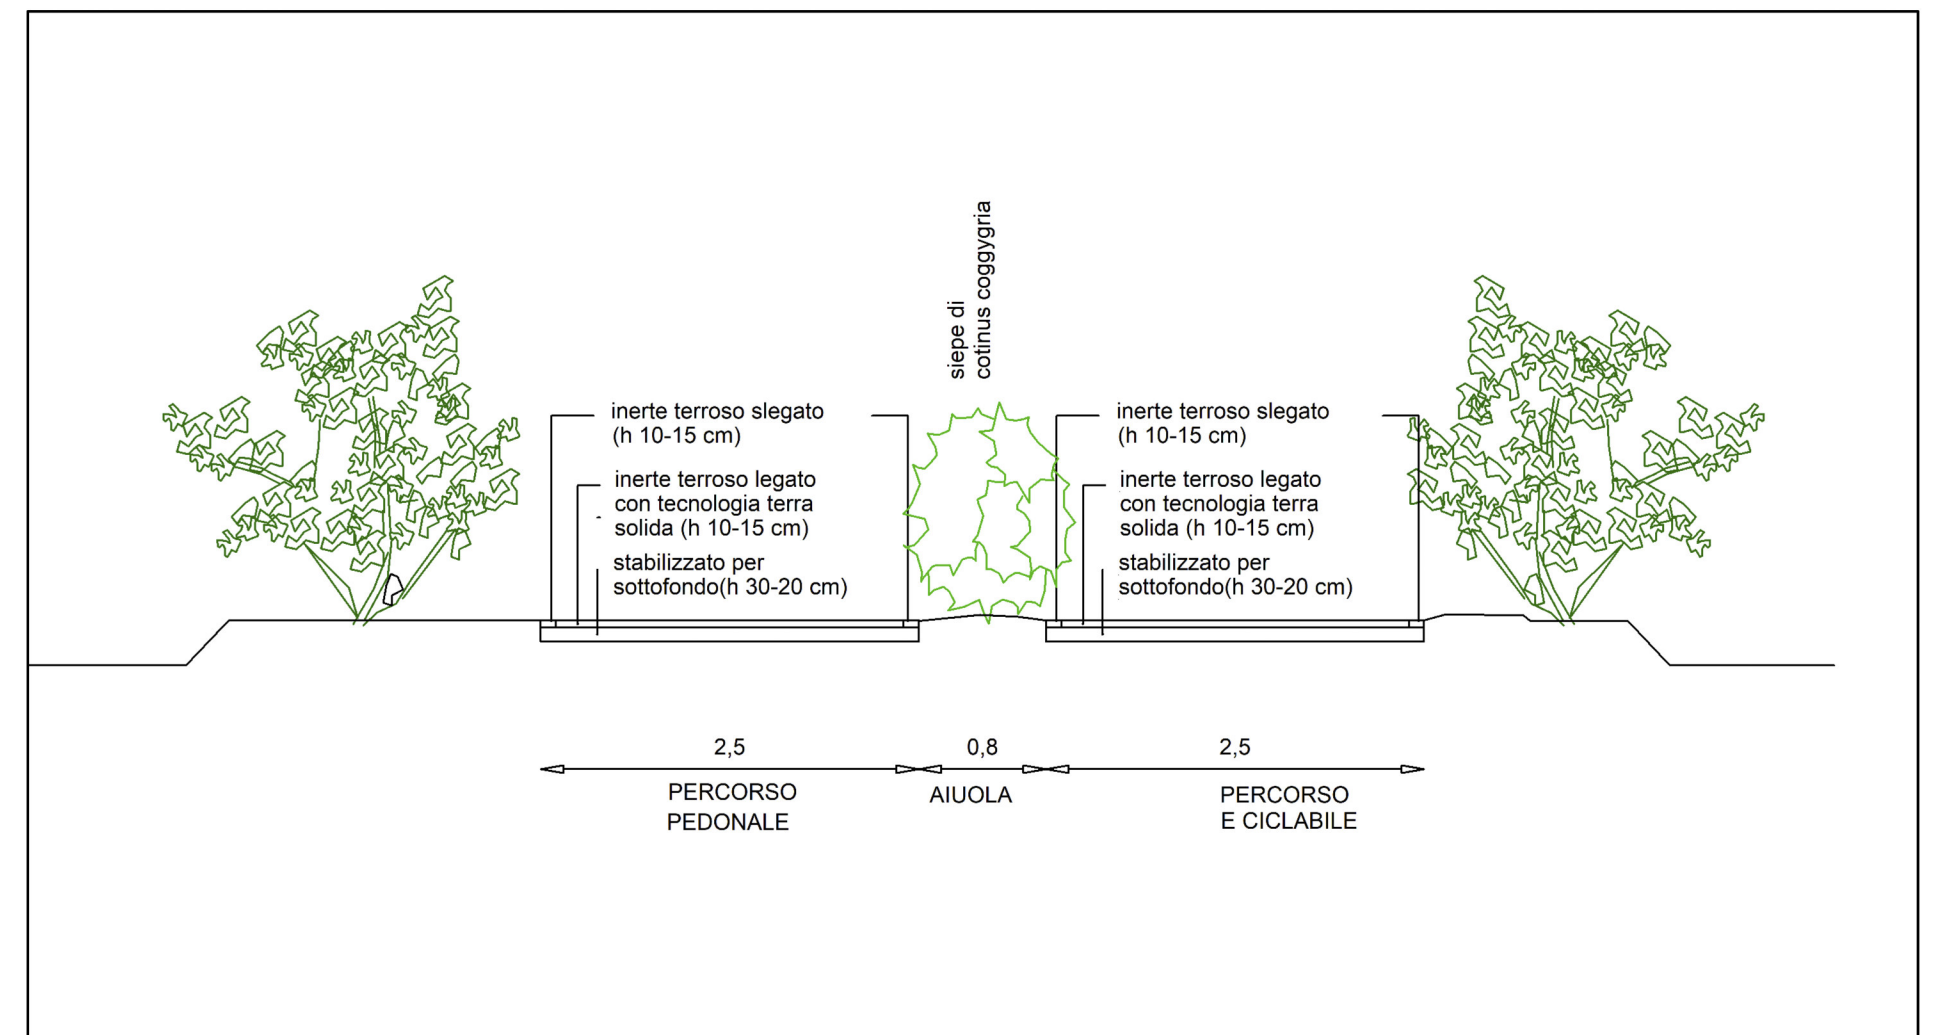 siepe di
cotinus coggygria
inerte terroso slegato
(h 10-15 cm)
inerte terroso legato
con tecnologia terra
solida (h 10-15 cm)
stabilizzato per
sottofondo(h 30-20 cm)
inerte terroso slegato
(h 10-15 cm)
inerte terroso legato
con tecnologia terra
solida (h 10-15 cm)
stabilizzato per
sottofondo(h 30-20 cm)
2,5
PERCORSO
PEDONALE
0,8
AIUOLA
2,5
PERCORSO
E CICLABILE